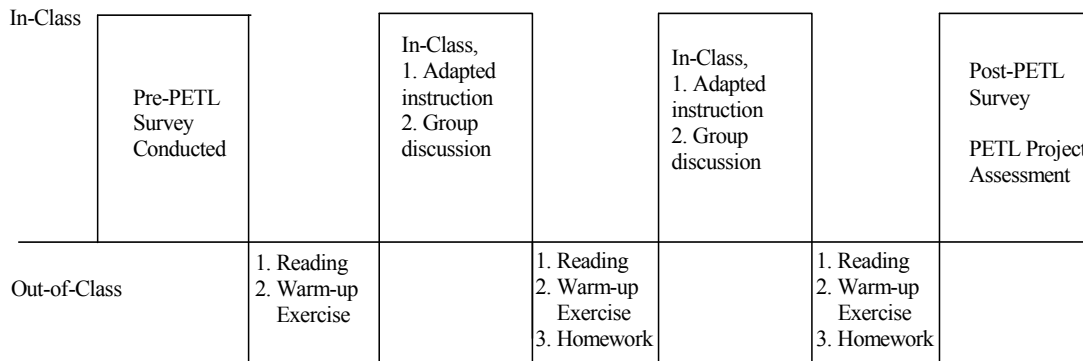 In-Class
Pre-PETL
Survey
Conducted
In-Class,
1. Adapted
instruction
2. Group
discussion
In-Class,
1. Adapted
instruction
2. Group
discussion
Post-PETL
Survey
PETL Project
Assessment
Out-of-Class
1. Reading
2. Warm-up
Exercise
1. Reading
2. Warm-up
Exercise
3. Homework
1. Reading
2. Warm-up
Exercise
3. Homework